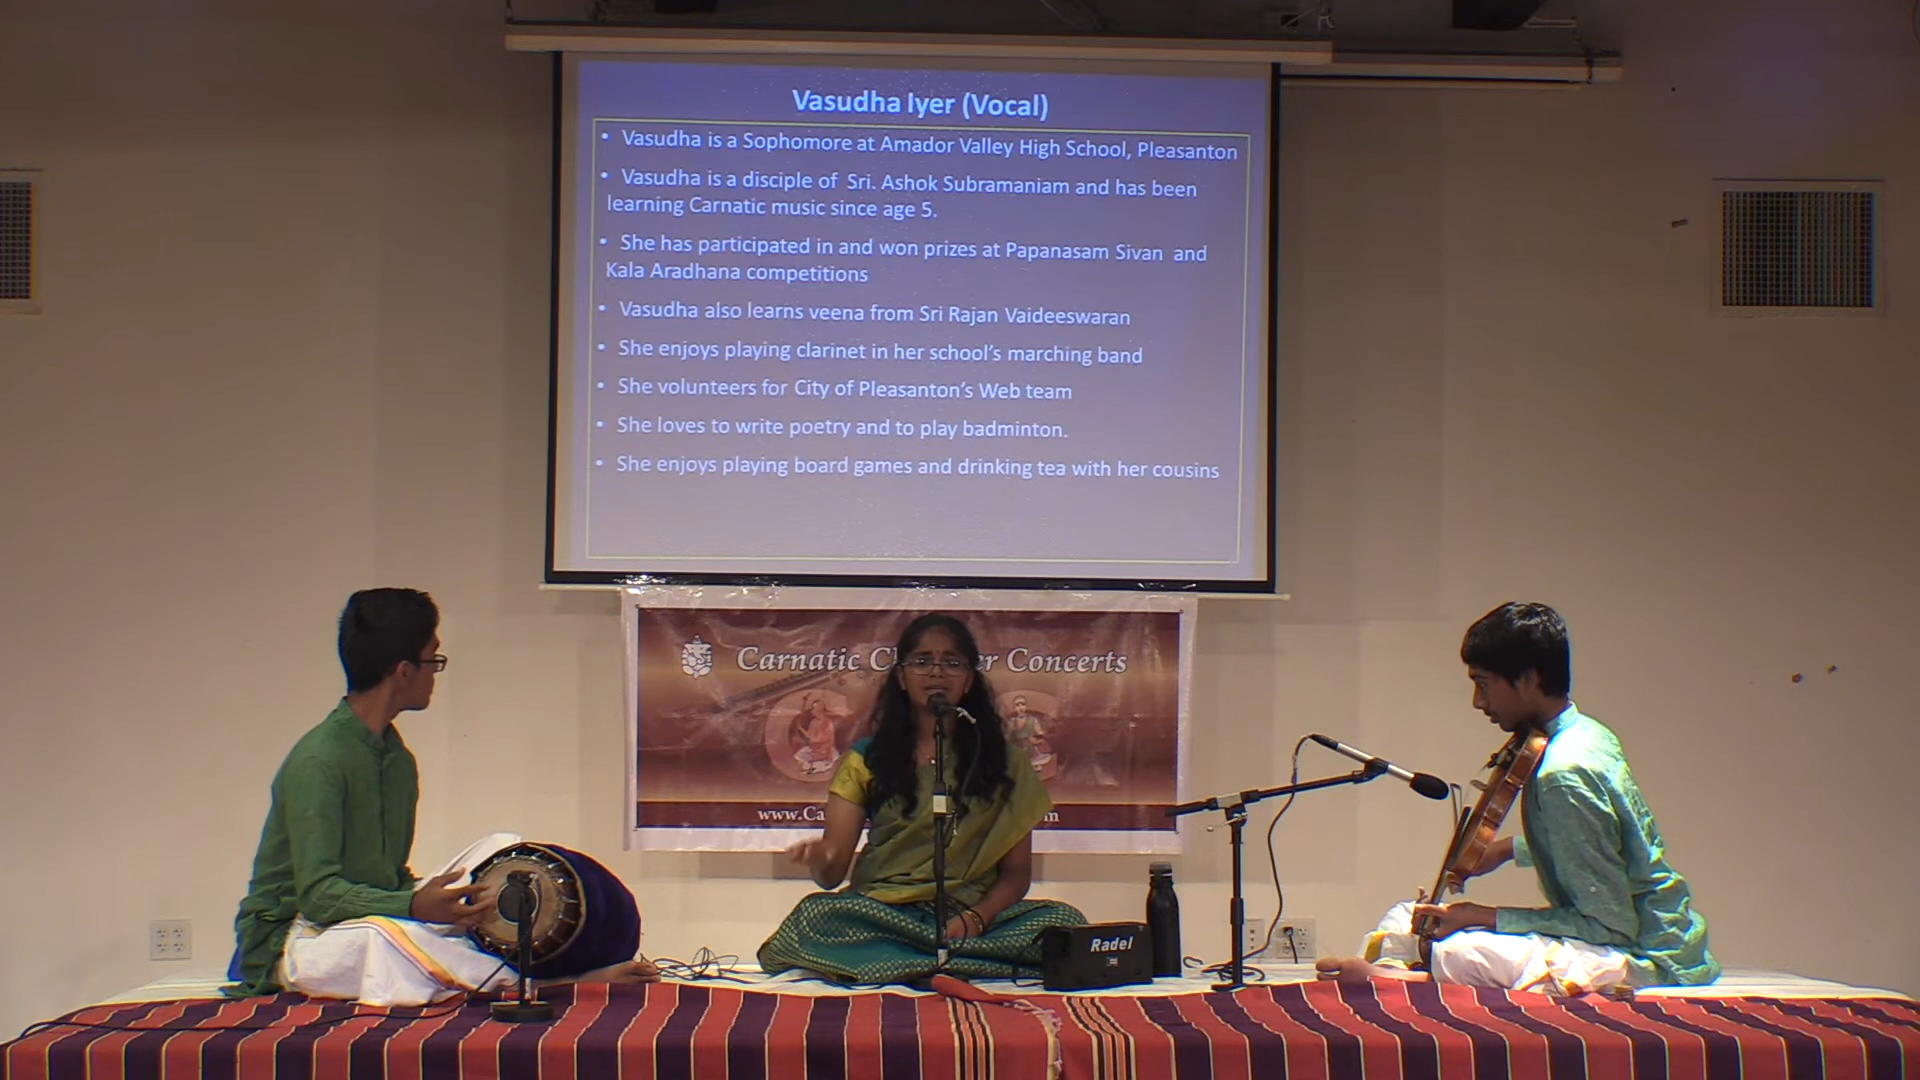 Vasudha Iyer (Vocal)
• Vasudha is a Sophomore at Amador Valley High School, Pleasanton
• Vasudha is a disciple of Sri. Ashok Subramaniam and has been
learning Carnatic music since age 5.
• She has participated in and won prizes at Papanasam Sivan and
Kala Aradhana competitions
• Vasudha also learns veena from Sri Rajan Vaideeswaran
• She enjoys playing clarinet in her school's marching band
• She volunteers for City of Pleasanton's Web team
• She loves to write poetry and to play badminton.
• She enjoys playing board games and drinking tea with her cousins
Carnatic C er Concerts
www.Ca m
Radel